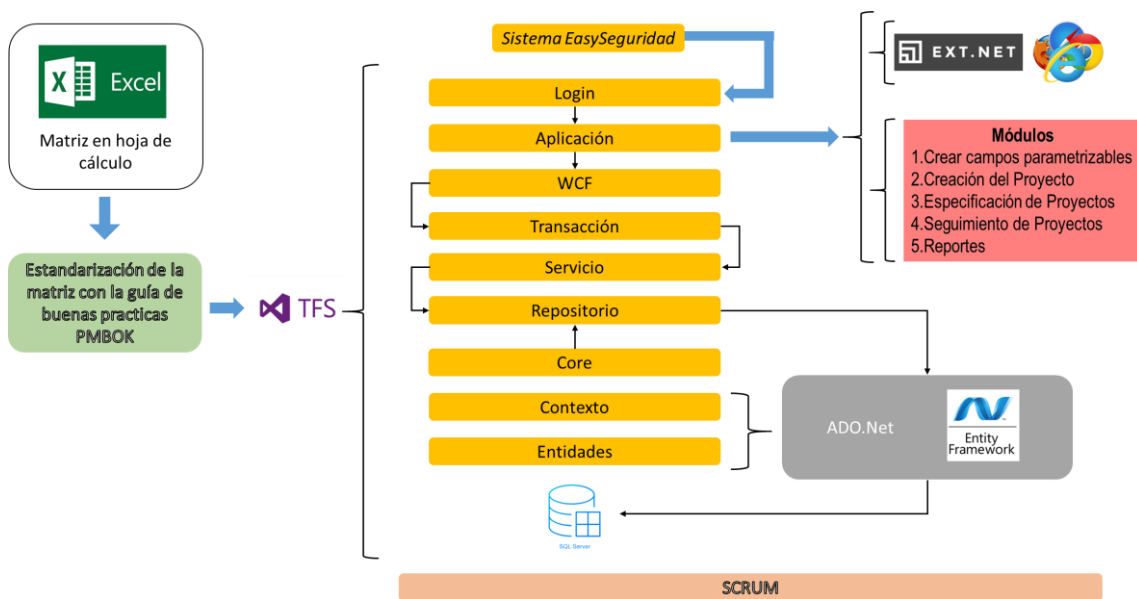 Excel
Matriz en hoja de
cálculo
Estandarización de la
matriz con la guía de
buenas practicas
PMBOK
TFS
Sistema EasySeguridad
Login
Aplicación
WCF
Transacción
Servicio
Repositorio
Core
Contexto
Entidades
SQL Server
EXT.NET
Módulos
1.Crear campos parametrizables
2.Creación del Proyecto
3.Especificación de Proyectos
4.Seguimiento de Proyectos
5.Reportes
ADO.Net
Entity
Framework
SCRUM